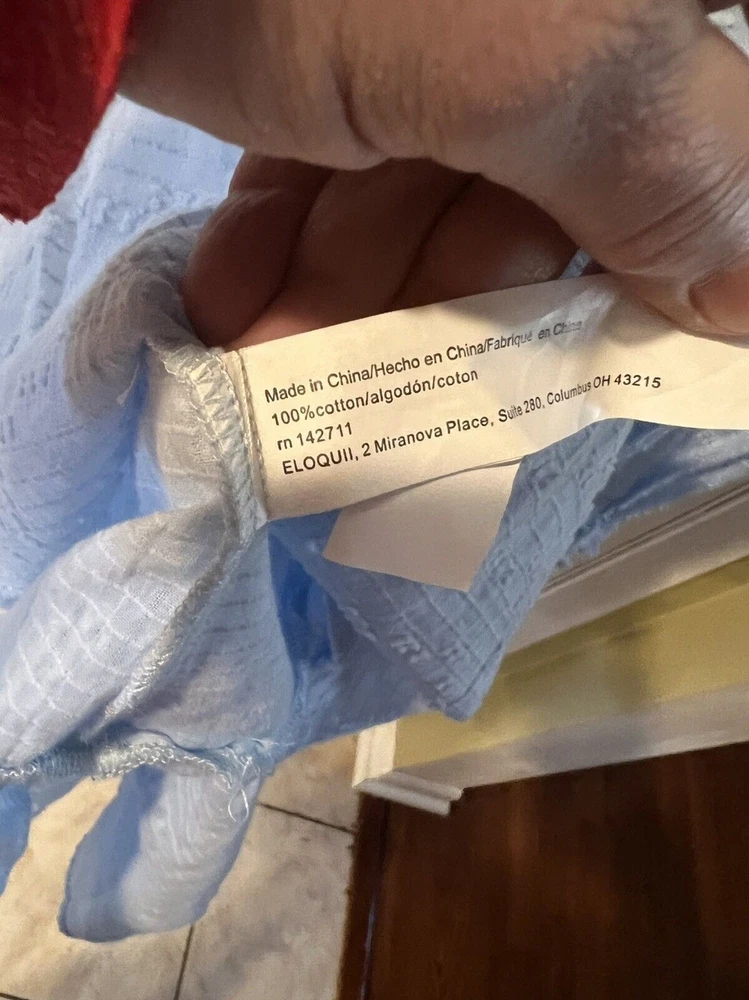 Made in China/Hecho en China/Fabriqué en China
100%cotton/algodón/coton
rn 142711
ELOQUII, 2 Miranova Place, Suite 280, Columbus OH 43215